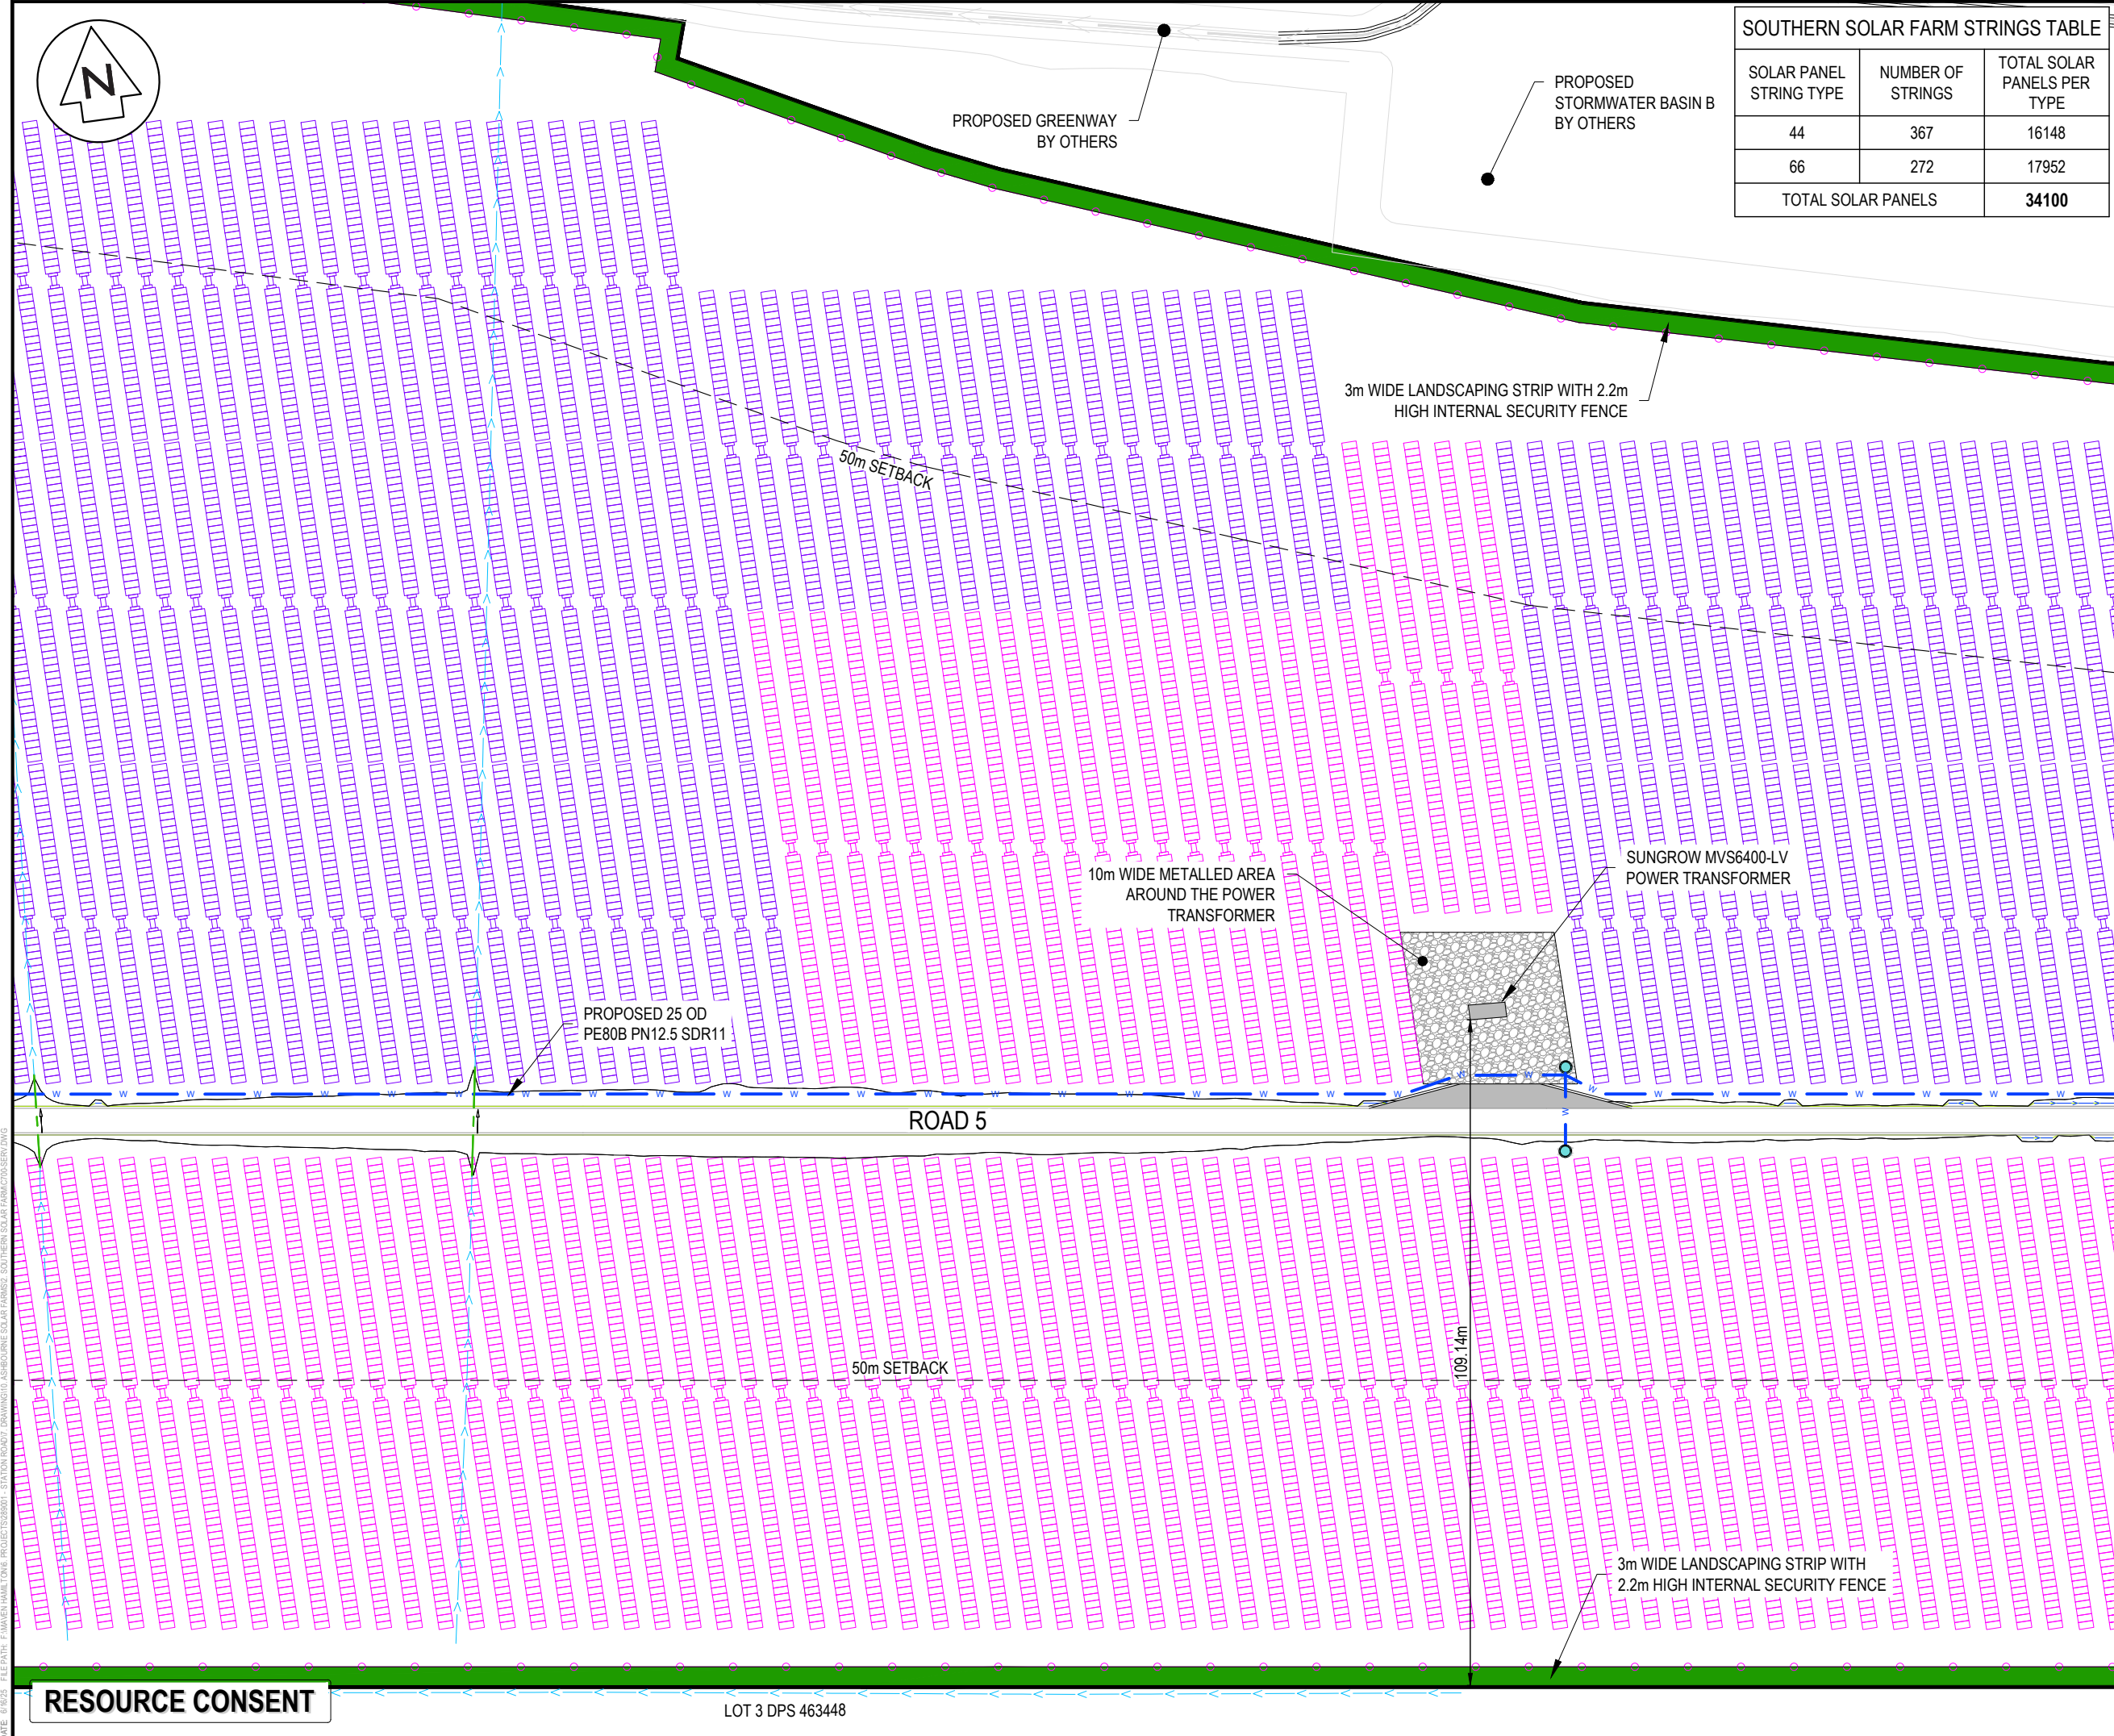 N
PROPOSED GREENWAY
BY OTHERS
PROPOSED
STORMWATER BASIN B
BY OTHERS
SOUTHERN SOLAR FARM STRINGS TABLE
SOLAR PANEL STRING TYPE
NUMBER OF STRINGS
TOTAL SOLAR PANELS PER TYPE
44 367 16148
66 272 17952
TOTAL SOLAR PANELS 34100
3m WIDE LANDSCAPING STRIP WITH 2.2m
HIGH INTERNAL SECURITY FENCE
50m SETBACK
10m WIDE METALLED AREA
AROUND THE POWER
TRANSFORMER
SUNGROW MVS6400-LV
POWER TRANSFORMER
PROPOSED 25 OD
PE80B PN12.5 SDR11
ROAD 5
109.14m
50m SETBACK
3m WIDE LANDSCAPING STRIP WITH
2.2m HIGH INTERNAL SECURITY FENCE
RESOURCE CONSENT
LOT 3 DPS 463448